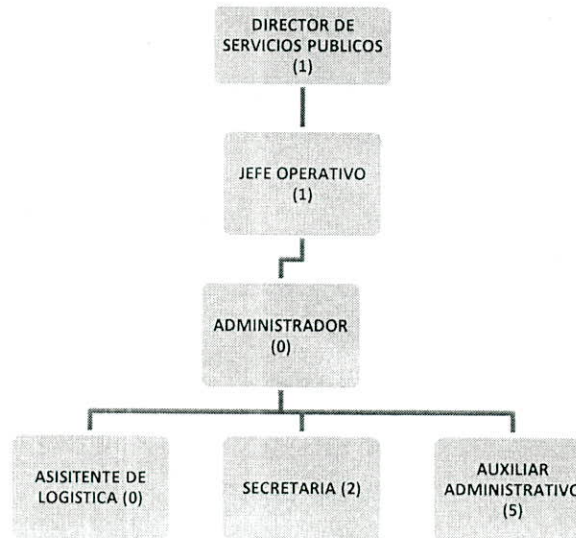 DIRECTOR DE
SERVICIOS PUBLICOS
(1)
JEFE OPERATIVO
(1)
ADMINISTRADOR
(0)
ASISITENTE DE
LOGISTICA (0)
SECRETARIA (2)
AUXILIAR
ADMINISTRATIVO
(5)